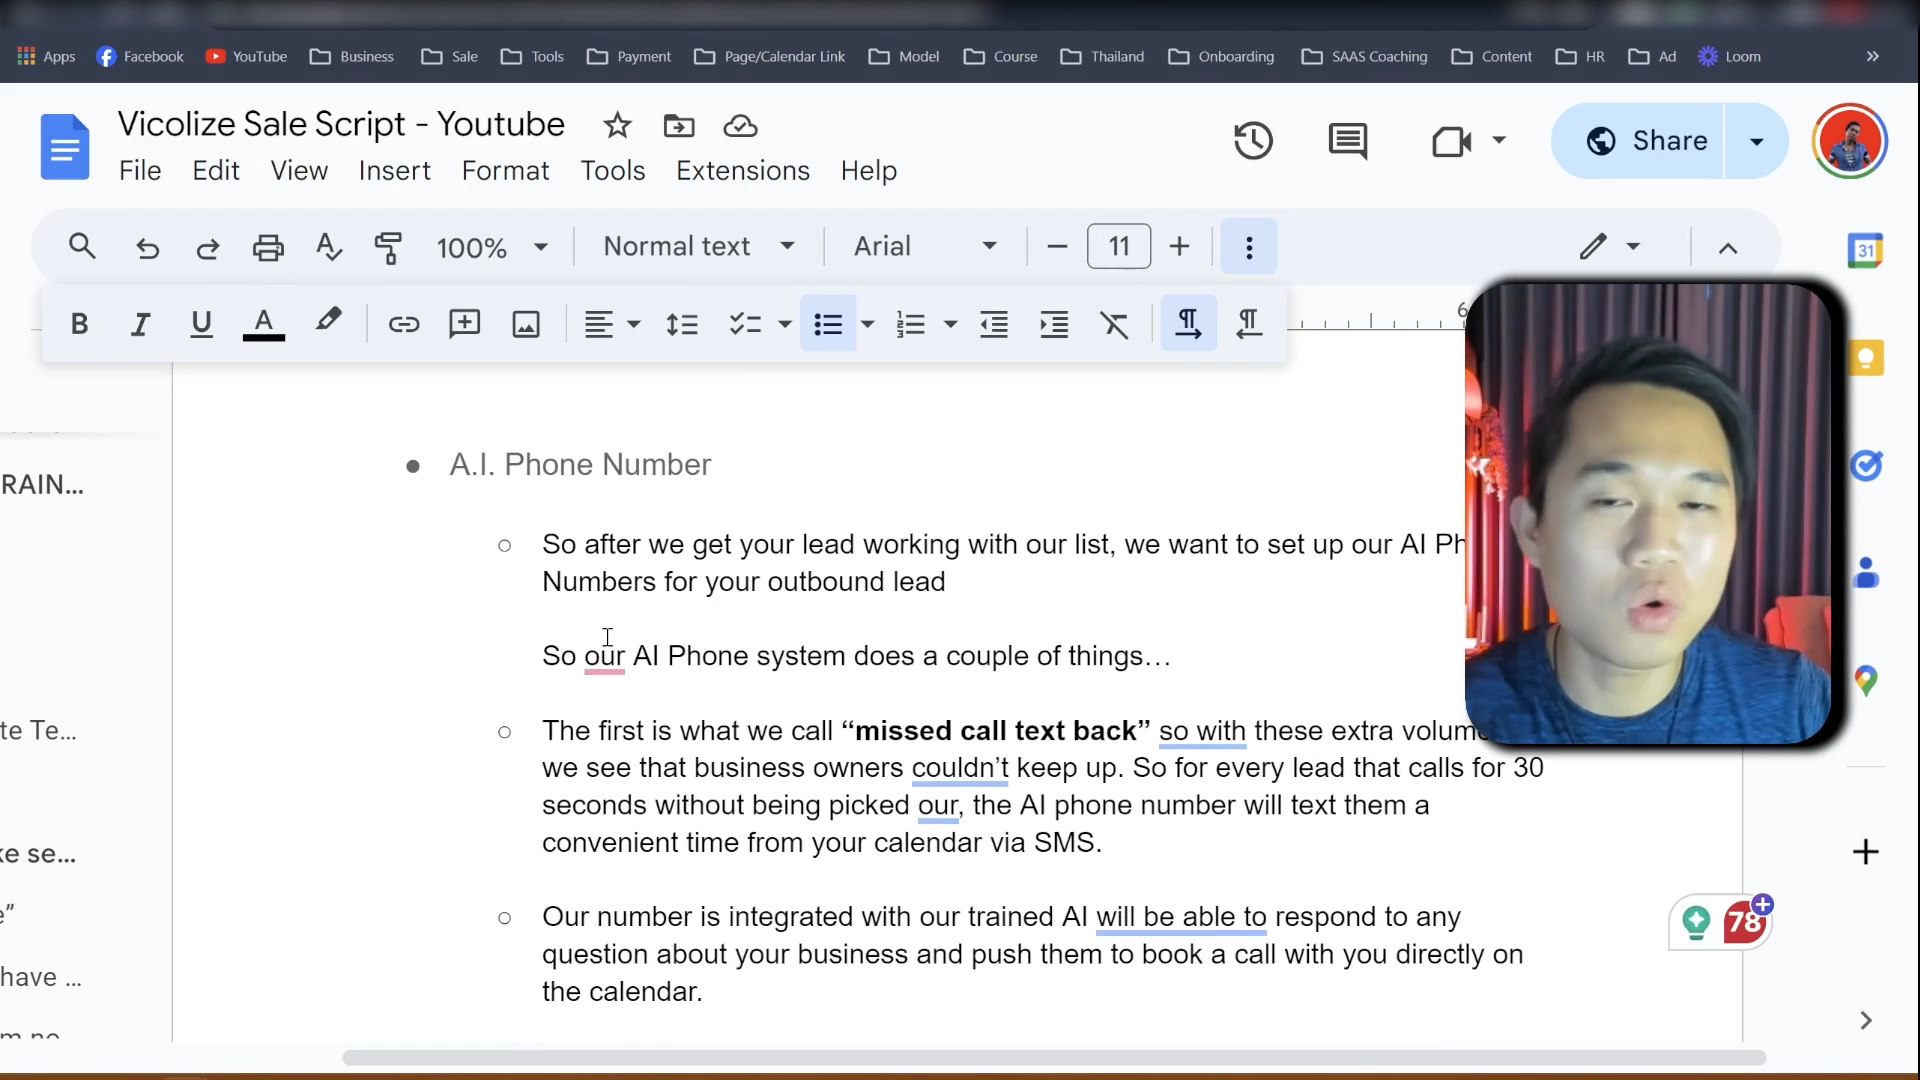 Apps Facebook YouTube Business Sale Tools Payment Page/Calendar Link Model Course Thailand Onboarding SAAS Coaching Content HR Ad Loom
Vicolize Sale Script - Youtube
Share
File Edit View Insert Format Tools Extensions Help
100% Normal text Arial 11
31
B I U A
● A.I. Phone Number
○ So after we get your lead working with our list, we want to set up our AI Ph
Numbers for your outbound lead
So our AI Phone system does a couple of things…
○ The first is what we call “missed call text back” so with these extra volum
we see that business owners couldn’t keep up. So for every lead that calls for 30
seconds without being picked our, the AI phone number will text them a
convenient time from your calendar via SMS.
○ Our number is integrated with our trained AI will be able to respond to any
question about your business and push them to book a call with you directly on
the calendar.
RAIN...
te Te...
ke se...
e”
have ...
78